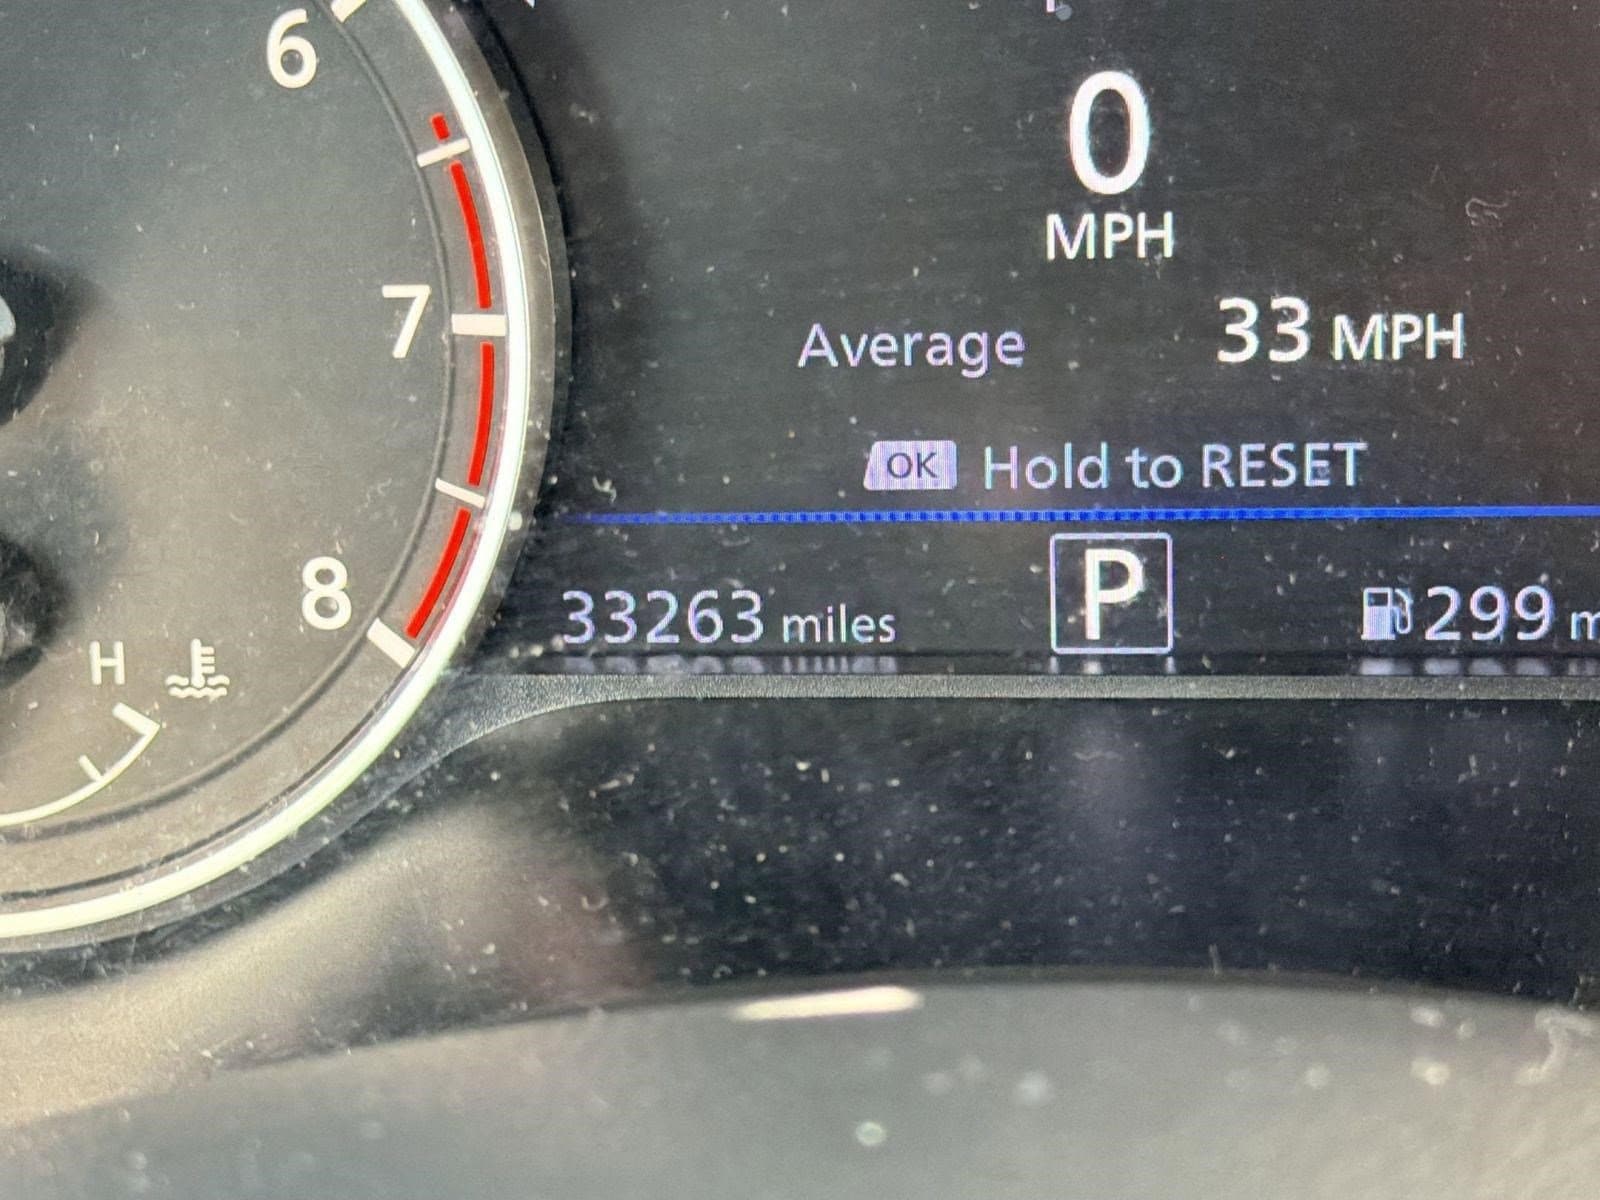 6
7
8
H
0
MPH
Average 33 MPH
OK Hold to RESET
33263 miles P 299